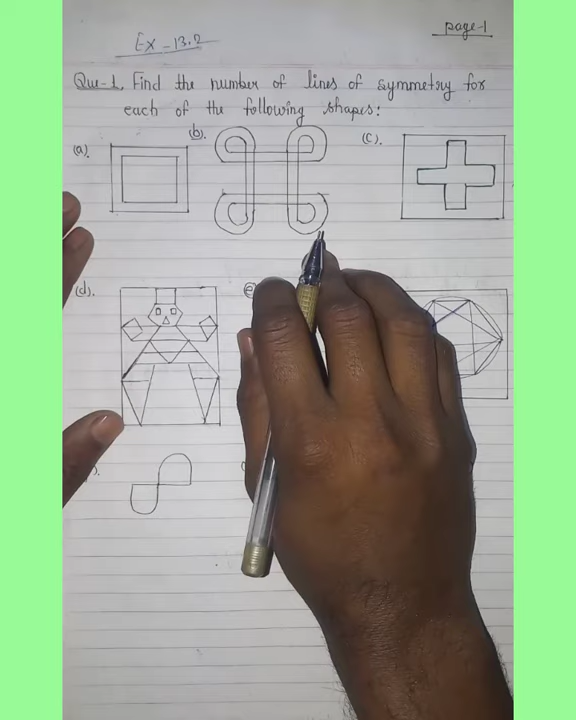 page-1
Ex - 13.2
Que-1. Find the number of lines of symmetry for
each of the following shapes:
(a).
(b).
(c).
(d).